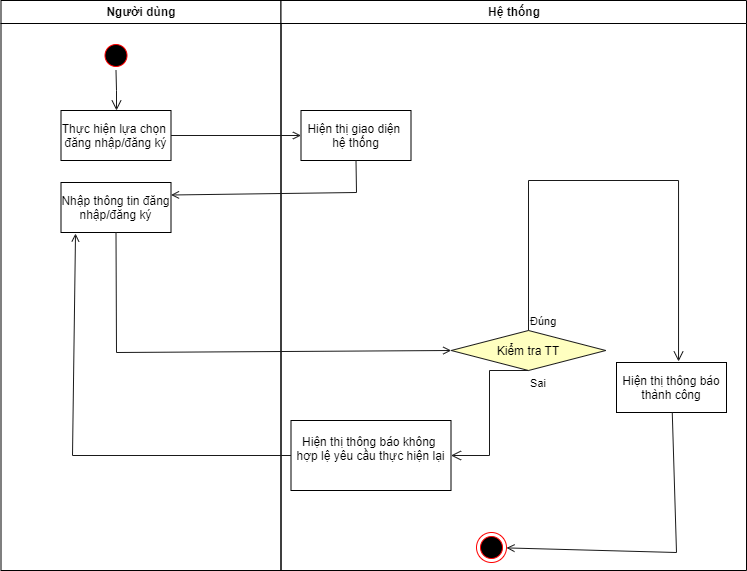 Người dùng
Hệ thống
Thực hiện lựa chọn
đăng nhập/đăng ký
Hiện thị giao diện
hệ thống
Nhập thông tin đăng
nhập/đăng ký
Đúng
Kiểm tra TT
Sai
Hiện thị thông báo
thành công
Hiện thị thông báo không
hợp lệ yêu cầu thực hiện lại